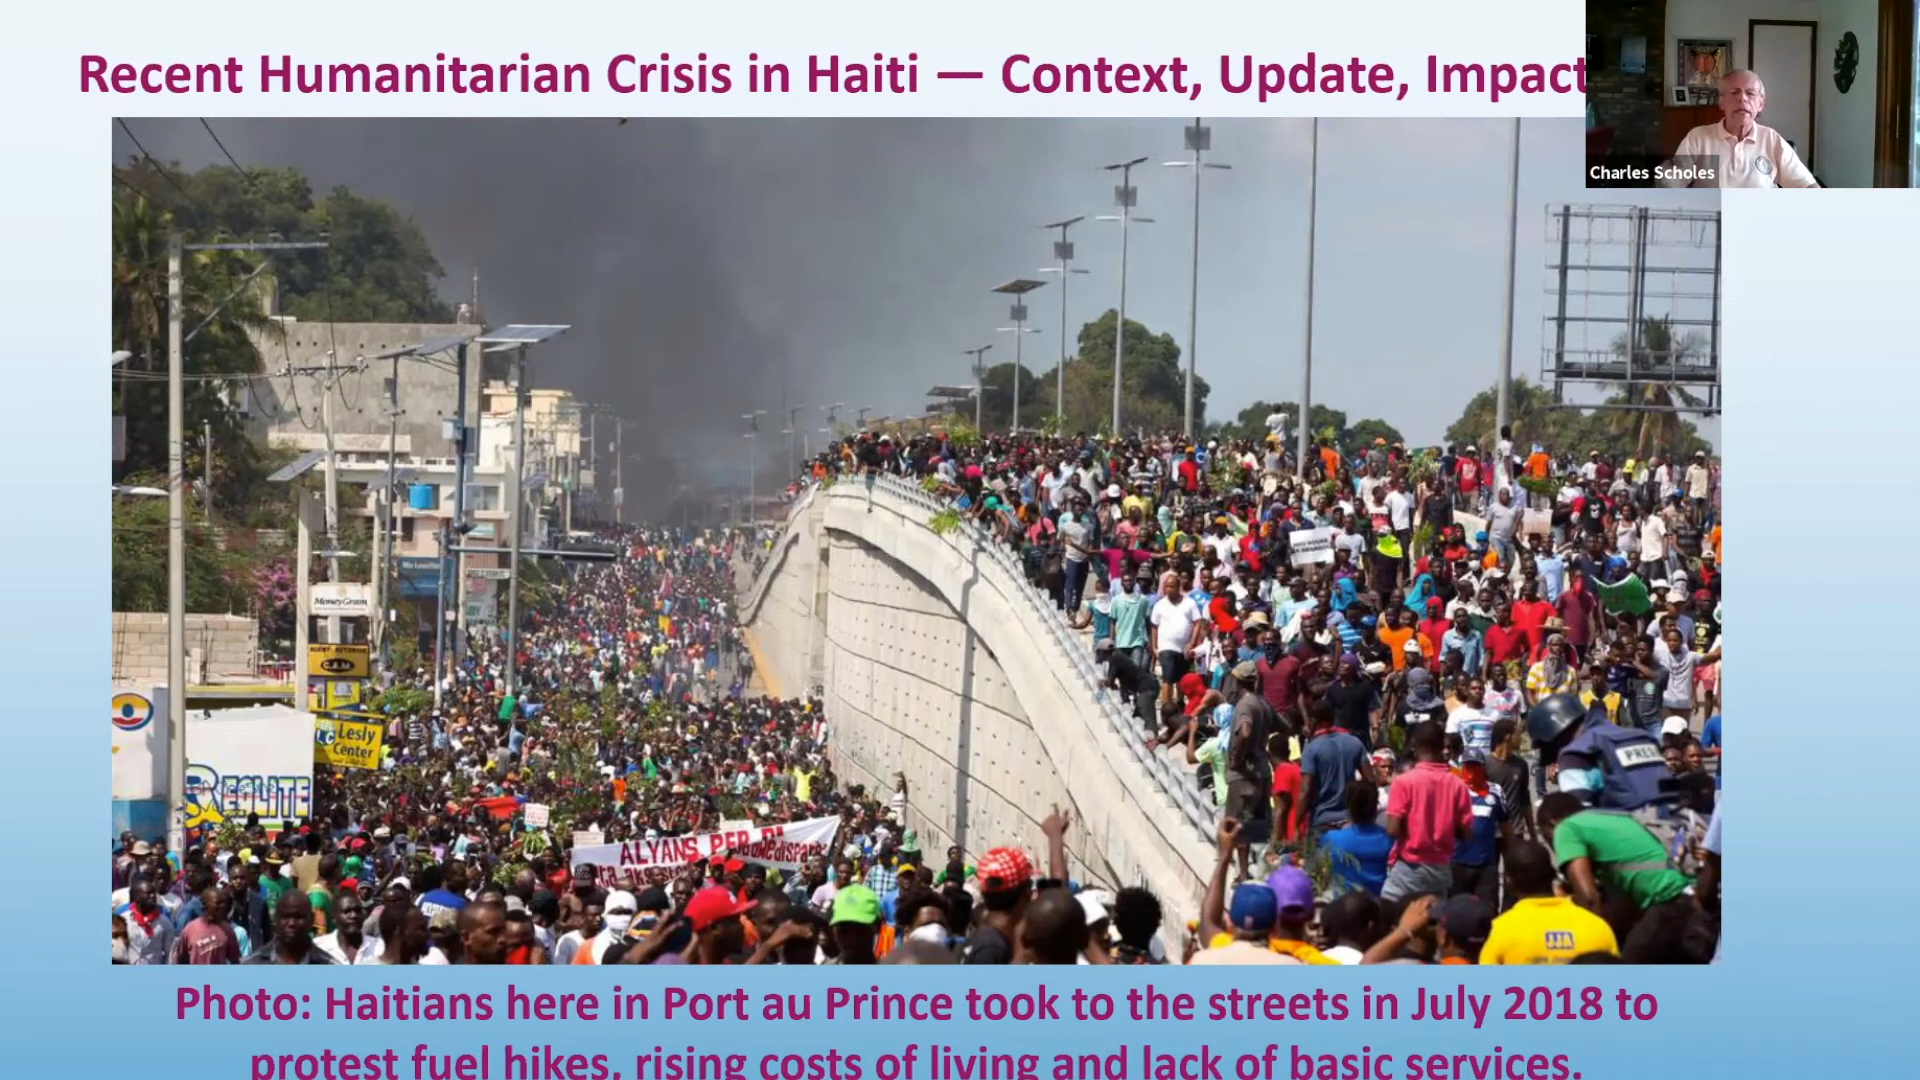 Recent Humanitarian Crisis in Haiti — Context, Update, Impact
Charles Scholes
MoneyGram
C.A.M
Lesly
Center
REGLITE
ALYANS PEP
PRESS
JJA
Photo: Haitians here in Port au Prince took to the streets in July 2018 to
protest fuel hikes, rising costs of living and lack of basic services.